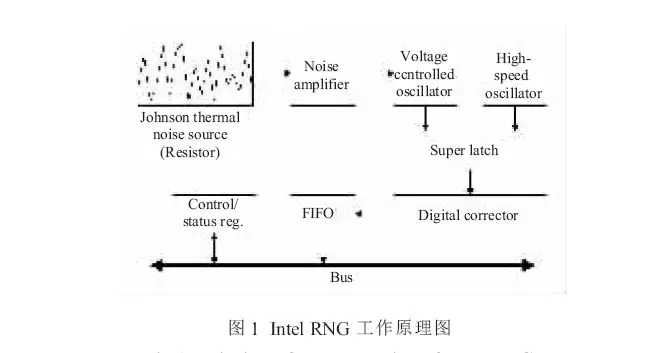 Noise
amplifier
Voltage
controlled
oscillator
High-
speed
oscillator
Johnson thermal
noise source
(Resistor)
Super latch
Control/
status reg.
FIFO
Digital corrector
Bus
图1 Intel RNG 工作原理图